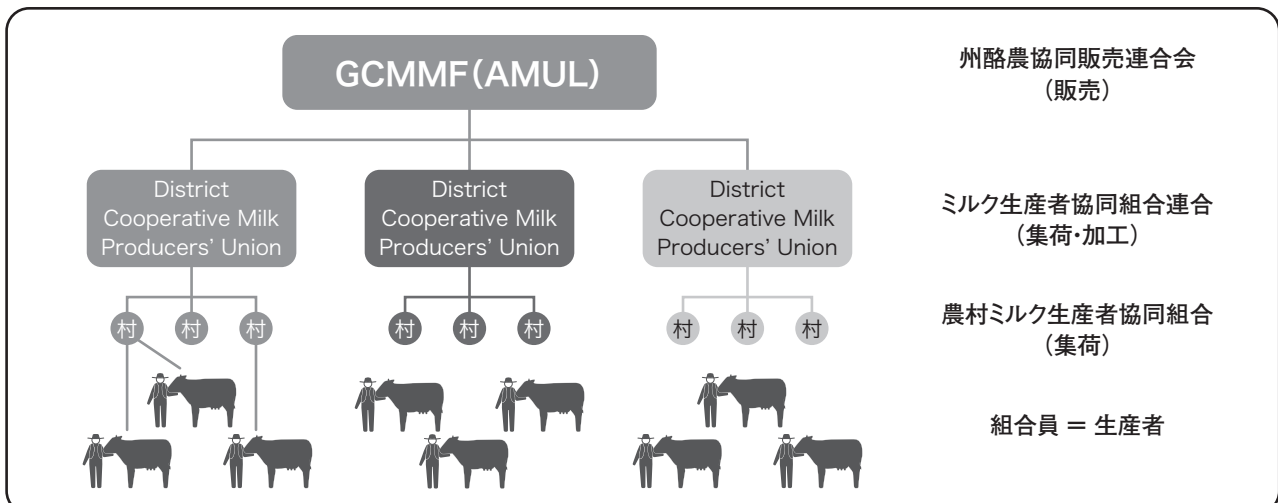 GCMMF(AMUL)
州酪農協同販売連合会
(販売)
District
Cooperative Milk
Producers' Union
District
Cooperative Milk
Producers' Union
District
Cooperative Milk
Producers' Union
ミルク生産者協同組合連合
(集荷・加工)
村 村 村 村 村 村 村 村 村
農村ミルク生産者協同組合
(集荷)
組合員 = 生産者